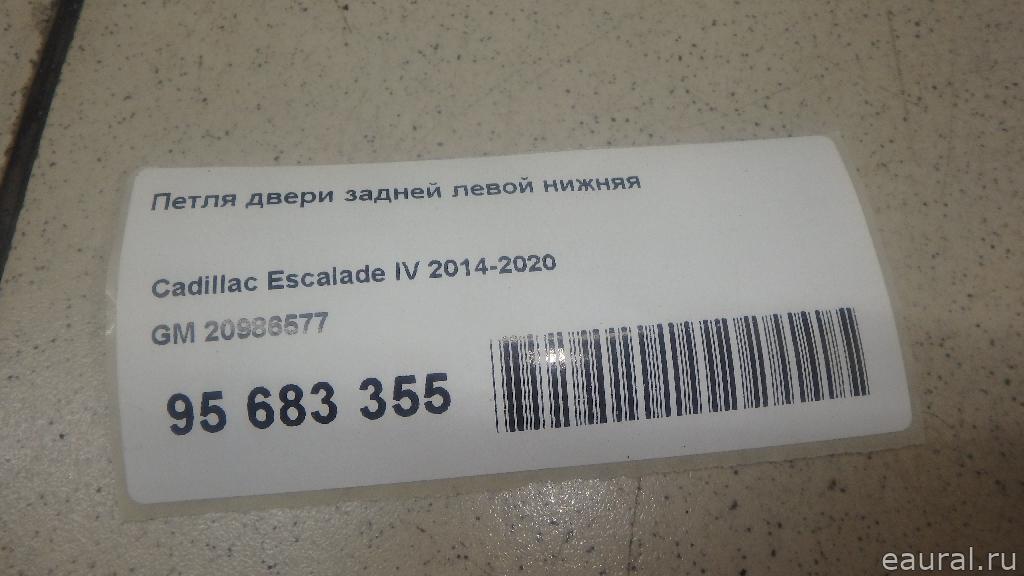 Петля двери задней левой нижняя
Cadillac Escalade IV 2014-2020
GM 20986577
95 683 355
eaural.ru